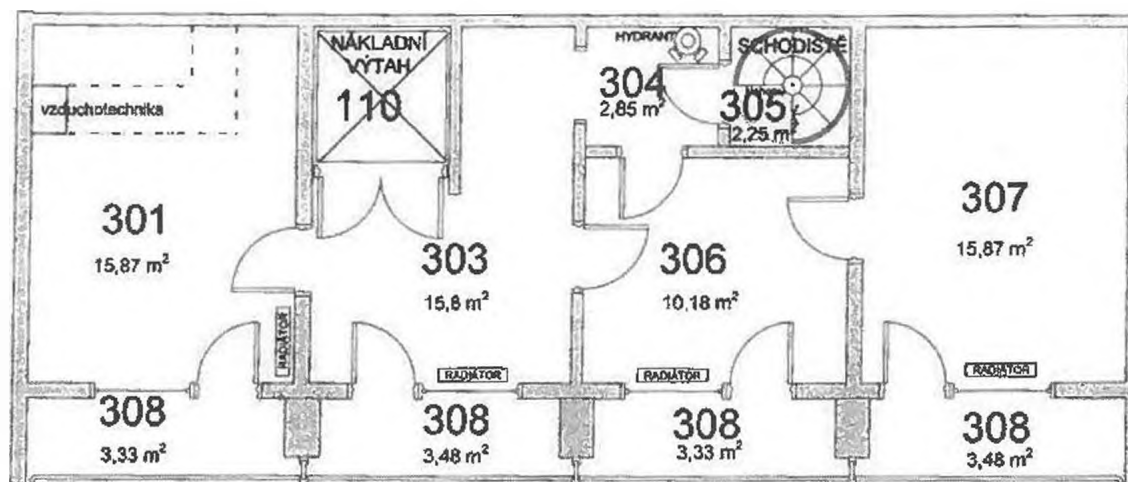 NÁKLADNÍ
VÝTAH
110
HYDRANT
SCHODIŠTĚ
vzduchotechnika
304
2,85 m²
305
2,25 m²
301
15,87 m²
303
15,8 m²
306
10,18 m²
307
15,87 m²
RADIÁTOR
RADIÁTOR
RADIÁTOR
RADIÁTOR
308
3,33 m²
308
3,48 m²
308
3,33 m²
308
3,48 m²